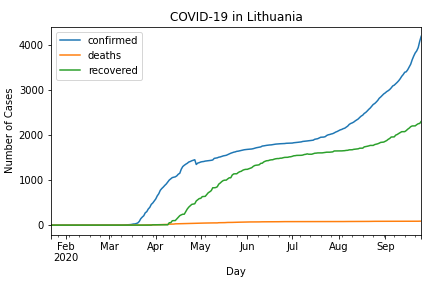 COVID-19 in Lithuania
confirmed
deaths
recovered
Number of Cases
4000
3000
2000
1000
0
Feb Mar Apr May Jun Jul Aug Sep
2020
Day